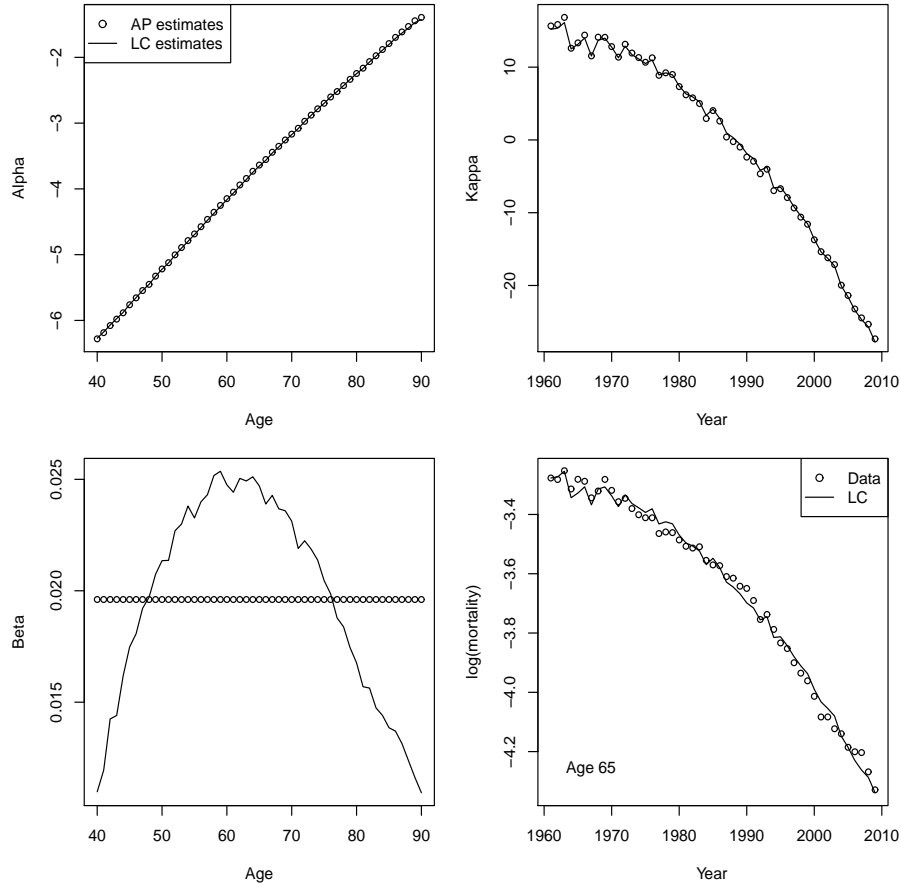 AP estimates
LC estimates
Alpha
−2
−3
−4
−5
−6
40 50 60 70 80 90
Age
Kappa
10
0
−10
−20
1960 1970 1980 1990 2000 2010
Year
Beta
0.025
0.020
0.015
40 50 60 70 80 90
Age
Data
LC
log(mortality)
−3.4
−3.6
−3.8
−4.0
−4.2
Age 65
1960 1970 1980 1990 2000 2010
Year